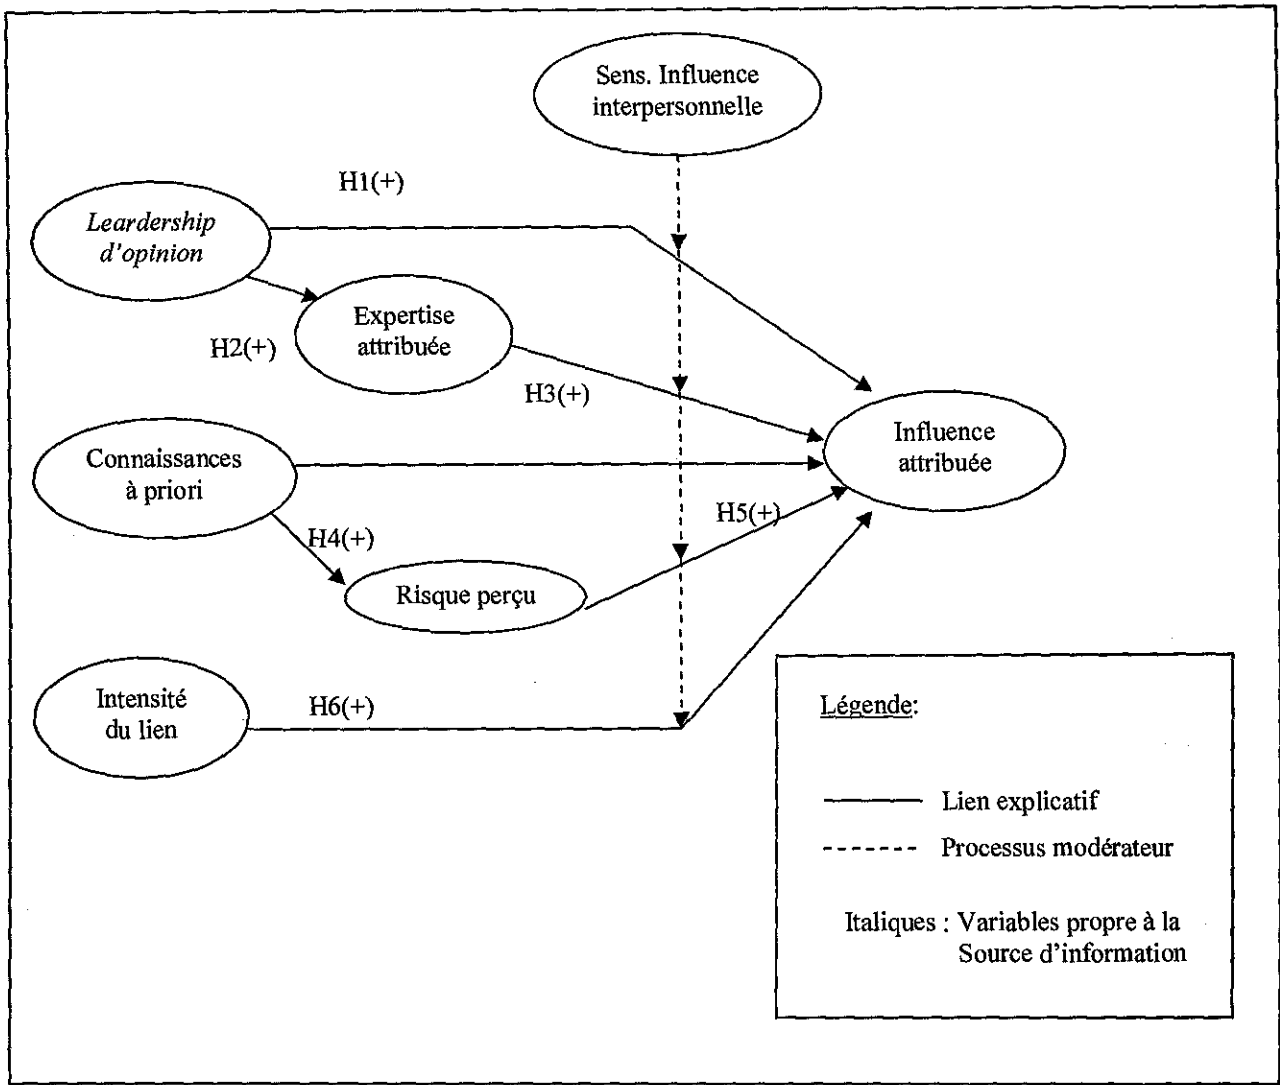 Sens. Influence
interpersonnelle
H1(+)
Leardership
d'opinion
Expertise
attribuée
H2(+)
H3(+)
Influence
attribuée
Connaissances
à priori
H5(+)
H4(+)
Risque perçu
Intensité
du lien
H6(+)
Légende:
Lien explicatif
Processus modérateur
Italiques : Variables propre à la
Source d'information